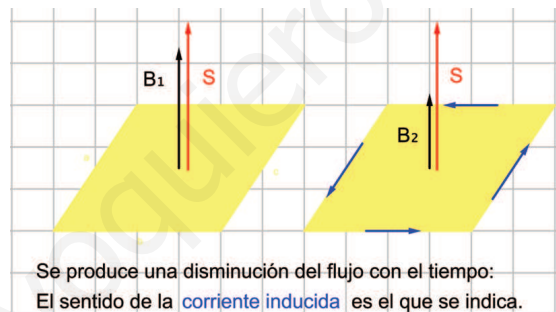 B₁ S
S
B₂
Se produce una disminución del flujo con el tiempo:
El sentido de la corriente inducida es el que se indica.